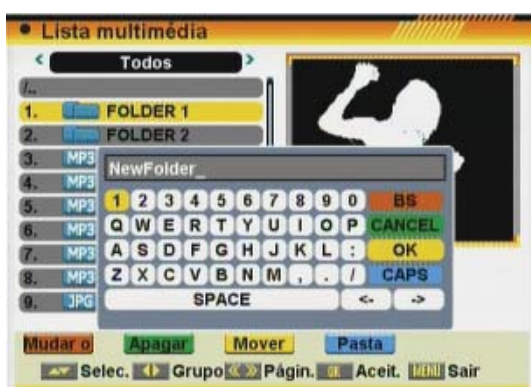 Lista multimédia
< Todos >
/..
1. FOLDER 1
2. FOLDER 2
3. MP3
4. MP3
5. MP3
6. MP3
7. MP3
8. MP3
9. JPG
NewFolder_
1 2 3 4 5 6 7 8 9 0 BS
Q W E R T Y U I O P CANCEL
A S D F G H J K L : OK
Z X C V B N M , . / CAPS
SPACE <- ->
Mudar o Apagar Mover Pasta
Selec. Grupo Págin. OK Aceit. MENU Sair